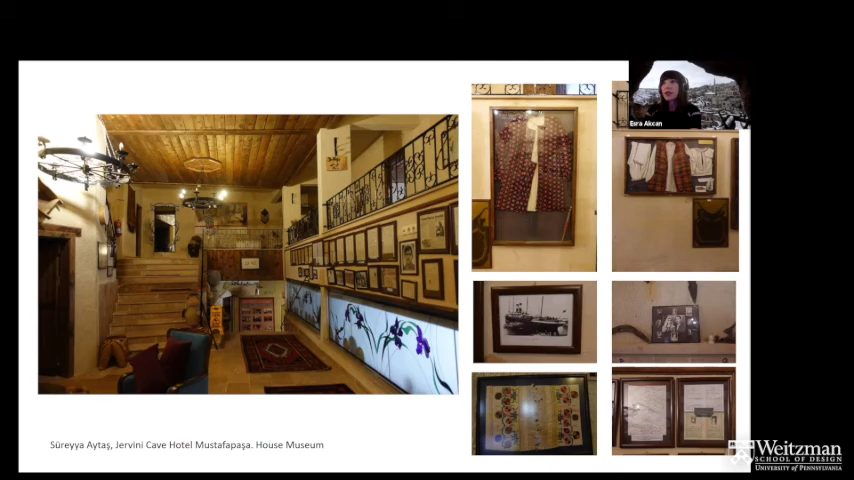 Esra Akcan
Süreyya Aytaş, Jervini Cave Hotel Mustafapaşa. House Museum
Weitzman
SCHOOL OF DESIGN
UNIVERSITY of PENNSYLVANIA